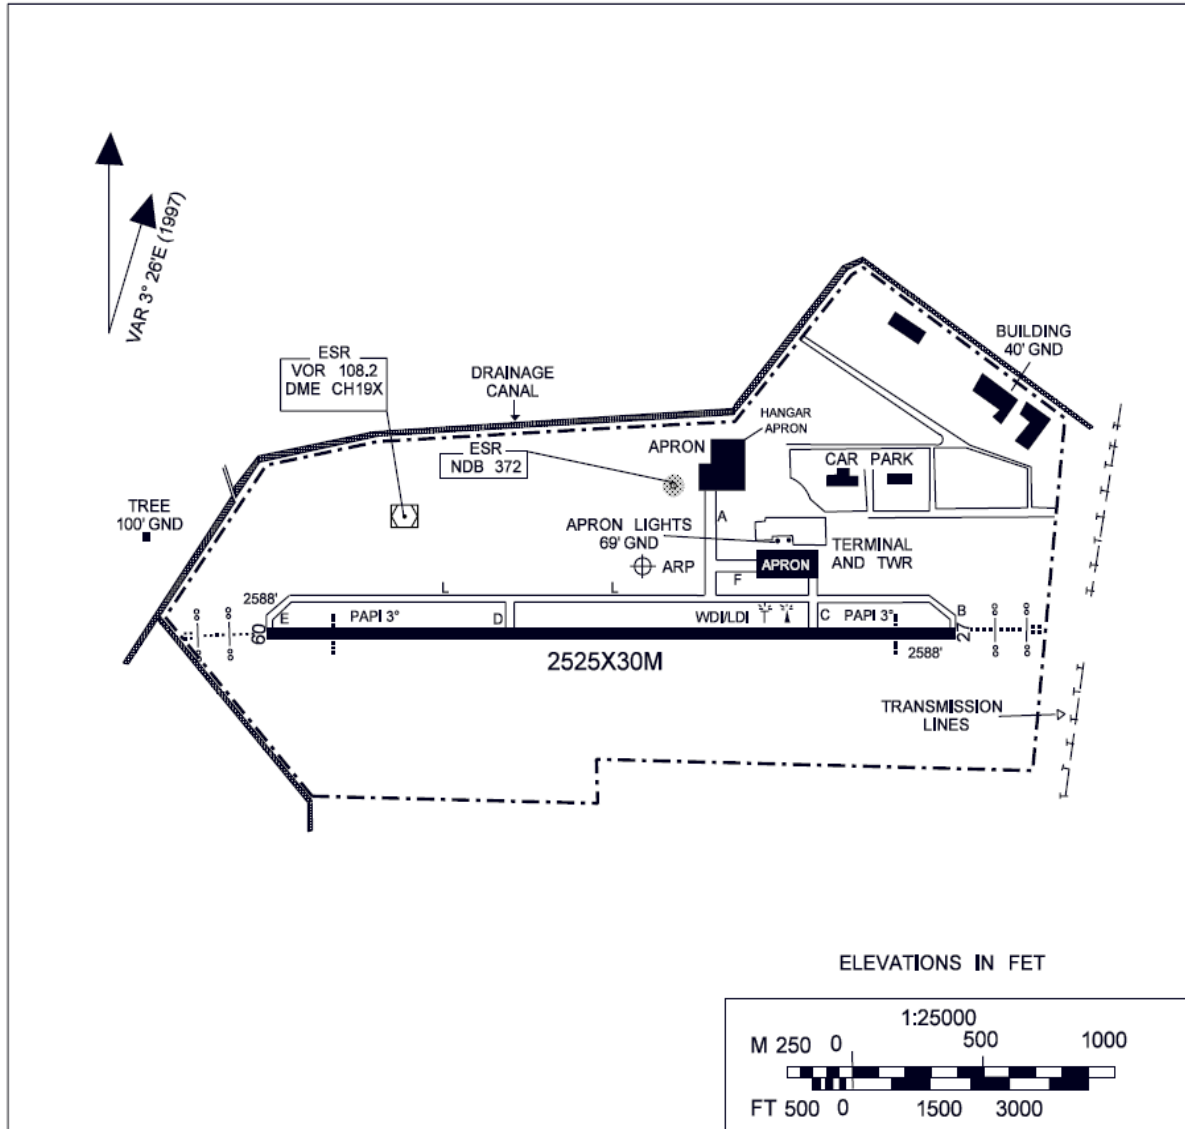 VAR 3° 26'E (1997)
BUILDING
40' GND
ESR
VOR 108.2
DME CH19X
DRAINAGE
CANAL
HANGAR
APRON
APRON
ESR
NDB 372
CAR PARK
TREE
100' GND
A
APRON LIGHTS
69' GND
TERMINAL
AND TWR
APRON
ARP
F
L
L
2588'
E
PAPI 3°
D
WDI/LDI
C
PAPI 3°
B
09
27
2525X30M
2588'
TRANSMISSION
LINES
ELEVATIONS IN FET
1:25000
M 250 0 500 1000
FT 500 0 1500 3000